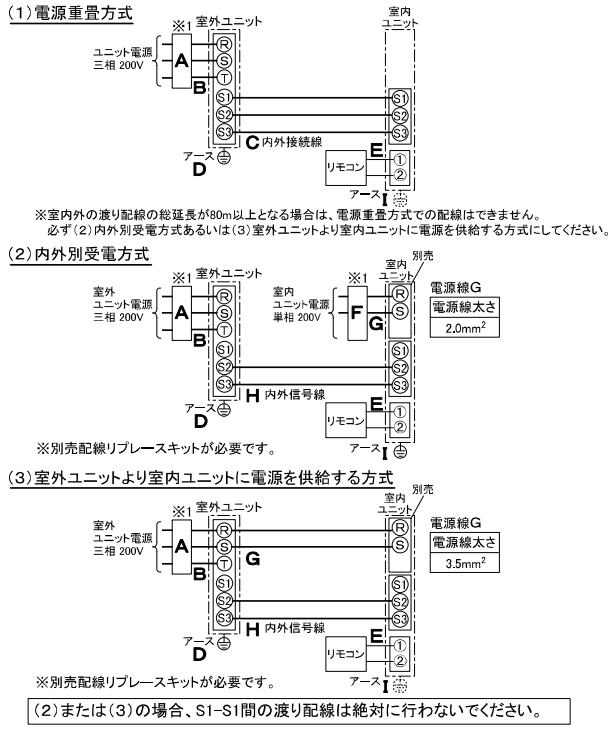 (1)電源重畳方式
※1
室外ユニット
室内
ユニット
ユニット電源
三相 200V
A
B
R
S
T
S1
S2
S3
S1
S2
S3
C 内外接続線
アース
D
リモコン
E
①
②
アース I
※室内外の渡り配線の総延長が80m以上となる場合は、電源重畳方式での配線はできません。
必ず(2)内外別受電方式あるいは(3)室外ユニットより室内ユニットに電源を供給する方式にしてください。
(2)内外別受電方式
※1
室外ユニット
※1
室内
ユニット
別売
室外
ユニット電源
三相 200V
A
B
R
S
T
S1
S2
S3
室内
ユニット電源
単相 200V
F
G
R
S
S1
S2
S3
電源線G
電源線太さ
2.0mm²
H 内外信号線
アース
D
リモコン
E
①
②
アース I
※別売配線リプレースキットが必要です。
(3)室外ユニットより室内ユニットに電源を供給する方式
※1
室外ユニット
室内
ユニット
別売
室外
ユニット電源
三相 200V
A
B
R
S
T
S1
S2
S3
G
R
S
S1
S2
S3
電源線G
電源線太さ
3.5mm²
H 内外信号線
アース
D
リモコン
E
①
②
アース I
※別売配線リプレースキットが必要です。
(2)または(3)の場合、S1-S1間の渡り配線は絶対に行わないでください。